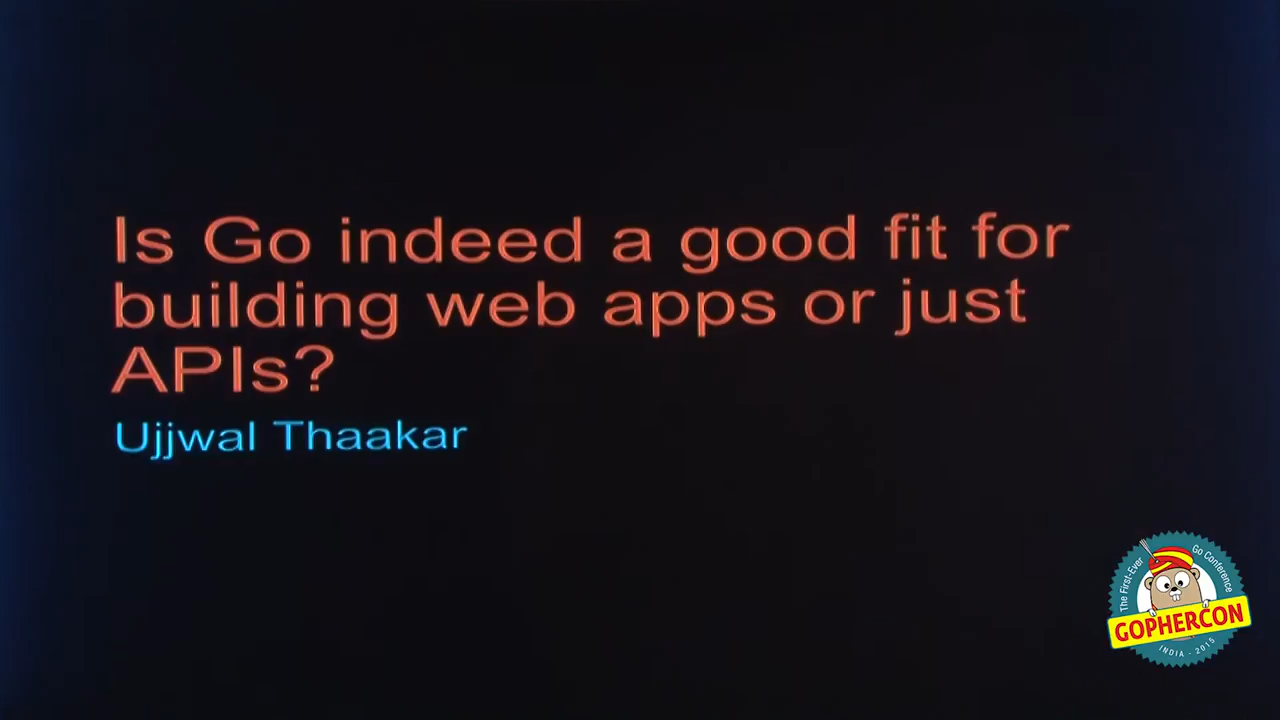 Is Go indeed a good fit for
building web apps or just
APIs?
Ujjwal Thaakar
The First-Ever
Go Conference
GOPHERCON
INDIA - 2015